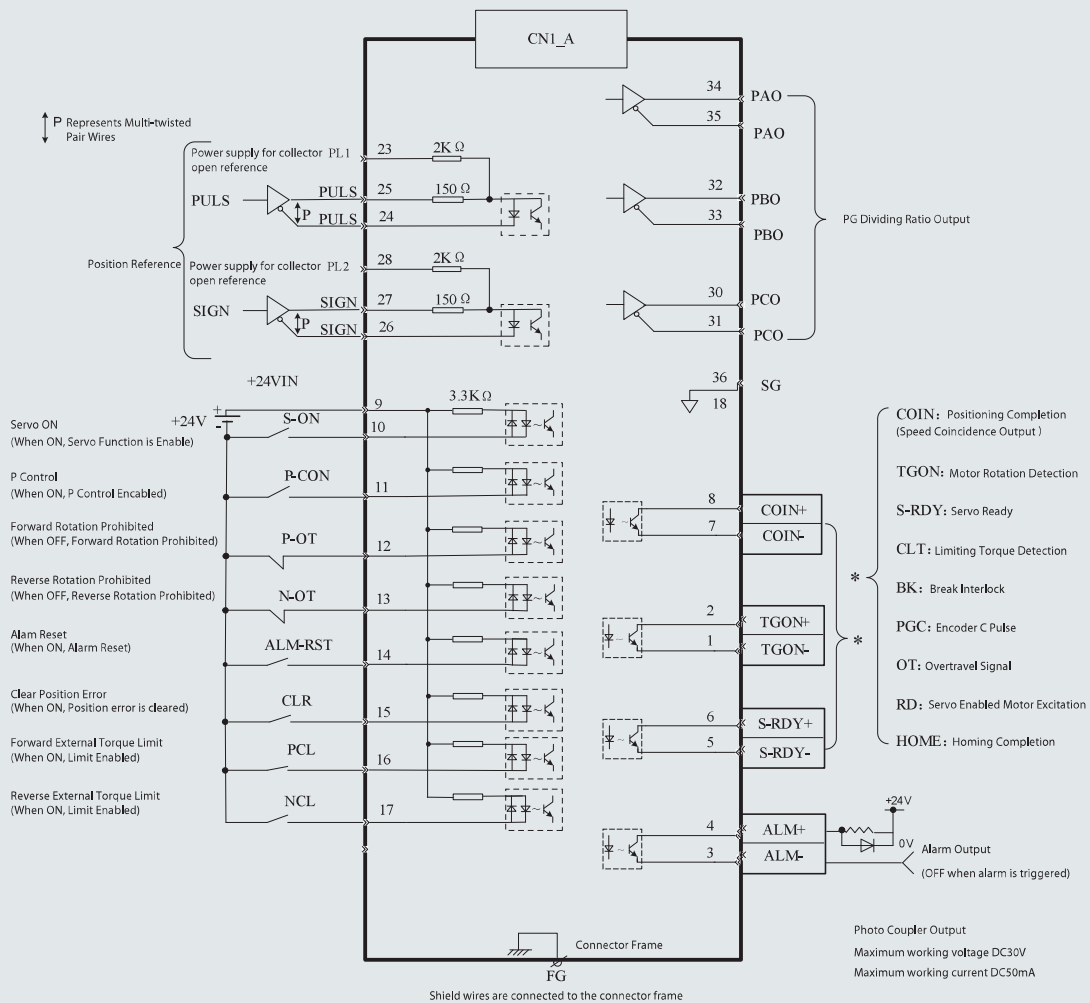 CN1_A
P Represents Multi-twisted
Pair Wires
Power supply for collector PL1
open reference
23
2K Ω
PULS
PULS
25
150 Ω
P
PULS
24
Position Reference
Power supply for collector PL2
open reference
28
2K Ω
SIGN
SIGN
27
150 Ω
P
SIGN
26
34
PAO
35
PAO
32
PBO
33
PBO
PG Dividing Ratio Output
30
PCO
31
PCO
36
SG
18
+24VIN
+
+24V
-
9
3.3K Ω
Servo ON
(When ON, Servo Function is Enable)
S-ON
10
P Control
(When ON, P Control Encabled)
P-CON
11
Forward Rotation Prohibited
(When OFF, Forward Rotation Prohibited)
P-OT
12
Reverse Rotation Prohibited
(When OFF, Reverse Rotation Prohibited)
N-OT
13
Alam Reset
(When ON, Alarm Reset)
ALM-RST
14
Clear Position Error
(When ON, Position error is cleared)
CLR
15
Forward External Torque Limit
(When ON, Limit Enabled)
PCL
16
Reverse External Torque Limit
(When ON, Limit Enabled)
NCL
17
8
COIN+
7
COIN-
2
TGON+
1
TGON-
6
S-RDY+
5
S-RDY-
4
ALM+
3
ALM-
*
*
COIN: Positioning Completion
(Speed Coincidence Output )
TGON: Motor Rotation Detection
S-RDY: Servo Ready
CLT: Limiting Torque Detection
BK: Break Interlock
PGC: Encoder C Pulse
OT: Overtravel Signal
RD: Servo Enabled Motor Excitation
HOME: Homing Completion
+24V
0V
Alarm Output
(OFF when alarm is triggered)
Photo Coupler Output
Maximum working voltage DC30V
Maximum working current DC50mA
Connector Frame
FG
Shield wires are connected to the connector frame